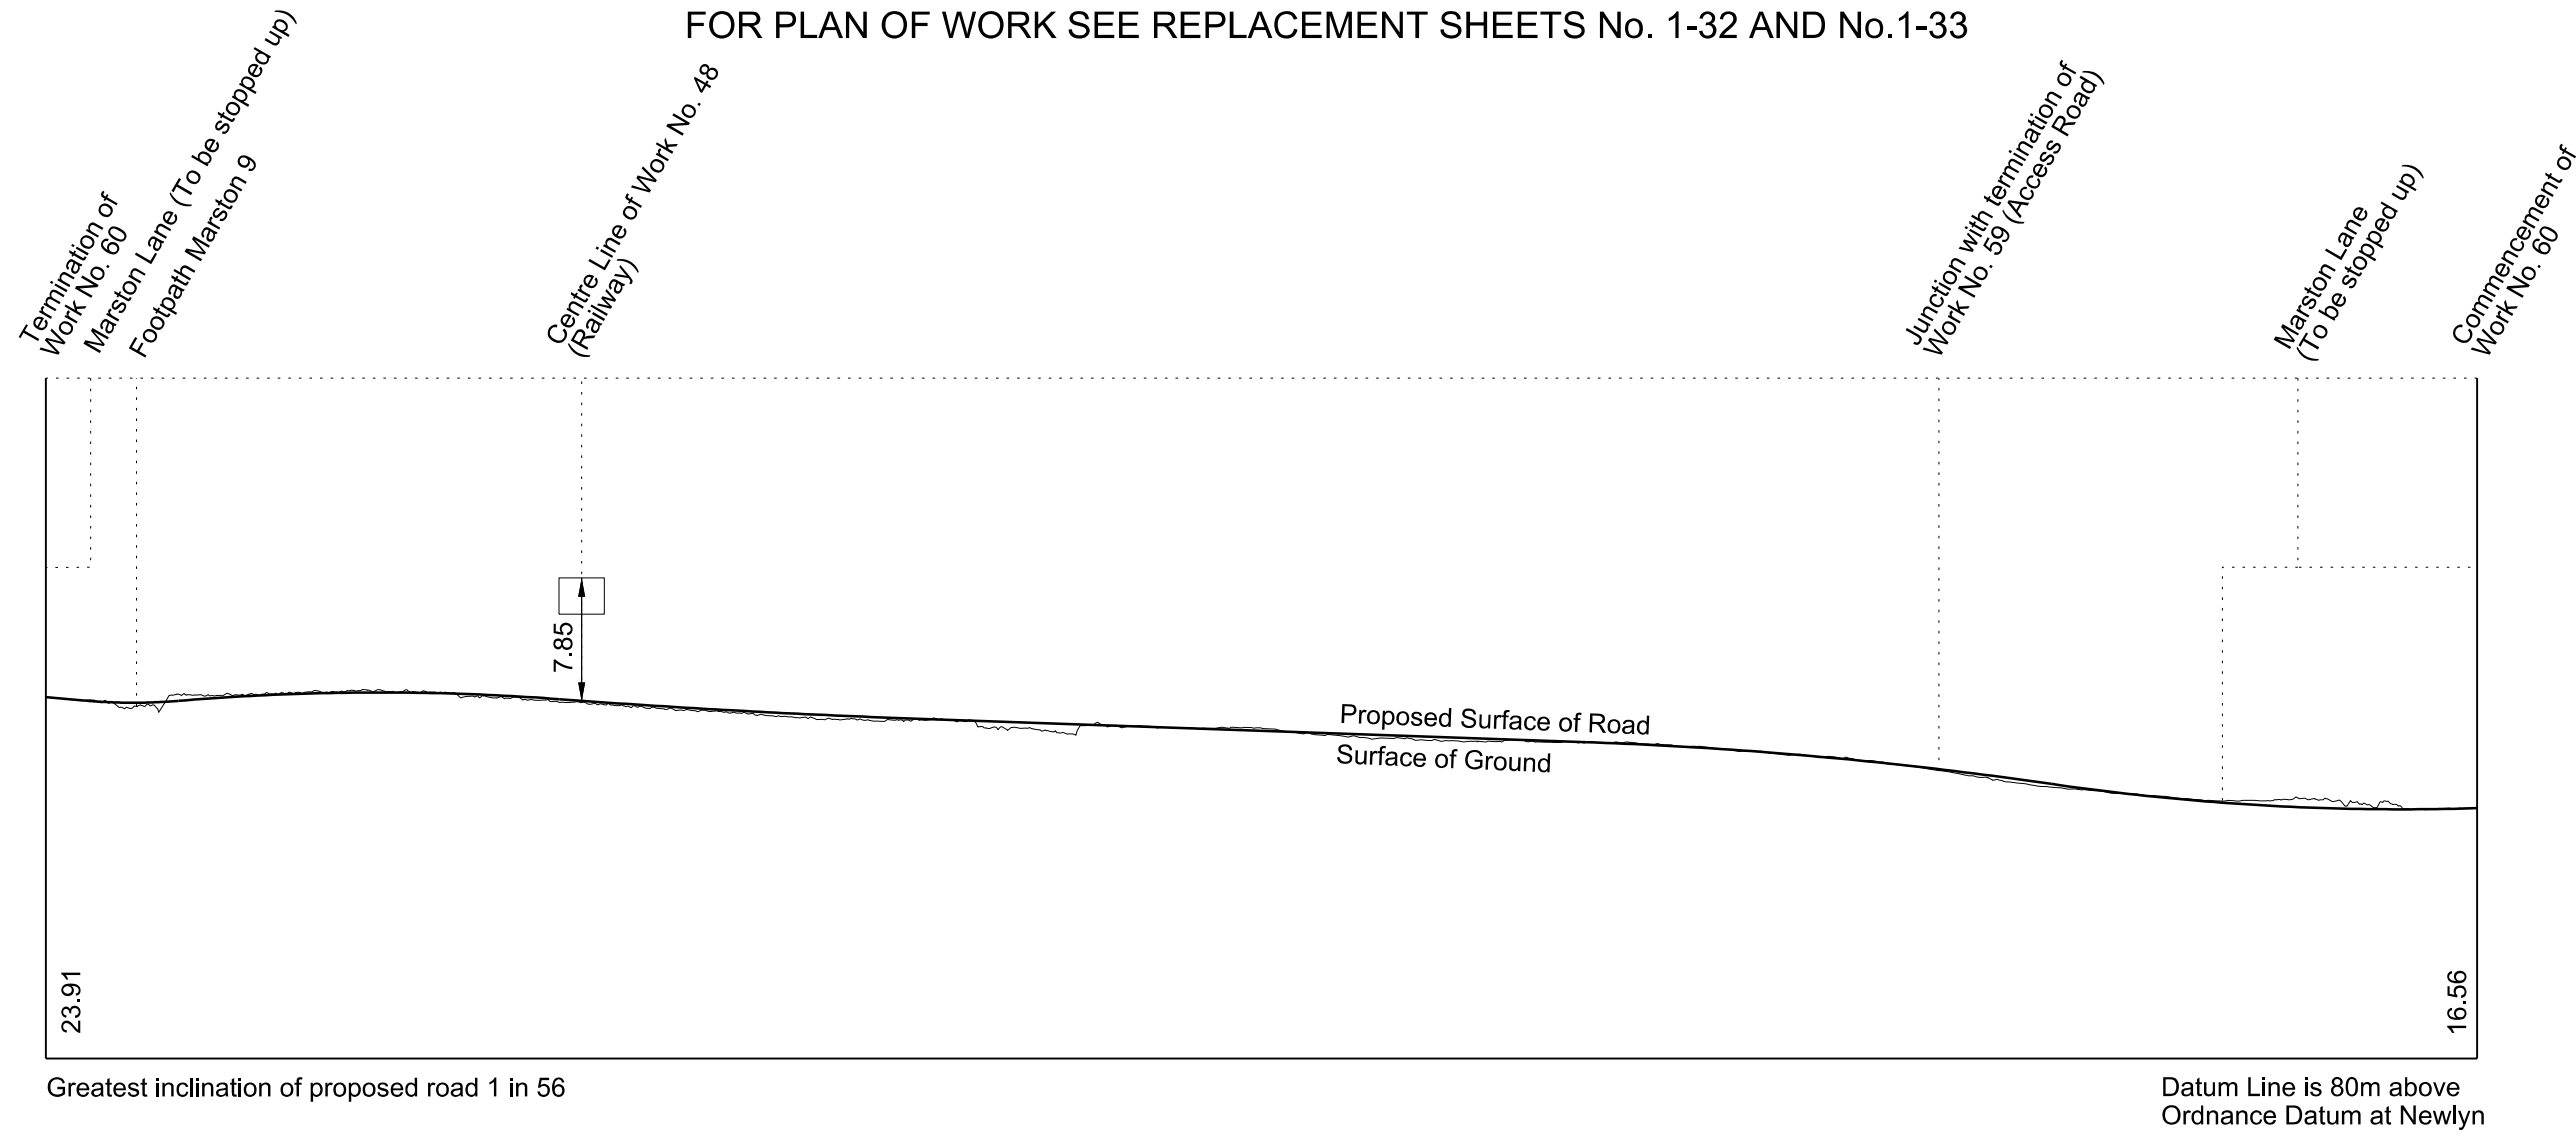 FOR PLAN OF WORK SEE REPLACEMENT SHEETS No. 1-32 AND No.1-33
Termination of
Work No. 60
Marston Lane (To be stopped up)
Footpath Marston 9
Centre Line of Work No. 48
(Railway)
Junction with termination of
Work No. 59 (Access Road)
Marston Lane
(To be stopped up)
Commencement of
Work No. 60
7.85
Proposed Surface of Road
Surface of Ground
23.91
16.56
Greatest inclination of proposed road 1 in 56
Datum Line is 80m above
Ordnance Datum at Newlyn